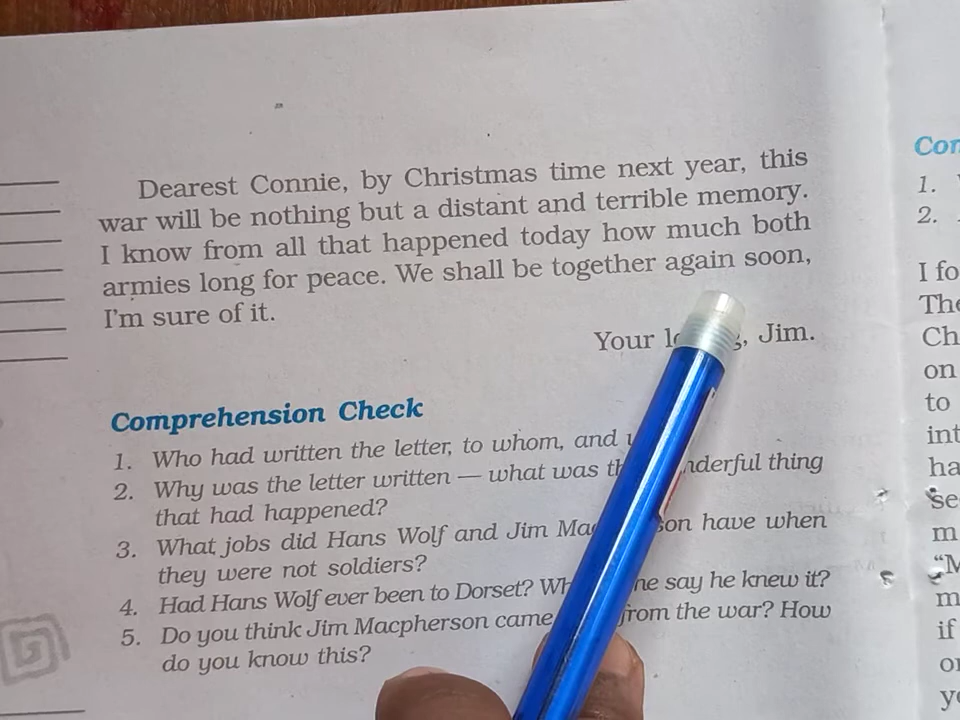 Dearest Connie, by Christmas time next year, this
war will be nothing but a distant and terrible memory.
I know from all that happened today how much both
armies long for peace. We shall be together again soon,
I'm sure of it.
Your Jim.
Comprehension Check
1. Who had written the letter, to whom, and
2. Why was the letter written — what was
that had happened? thing
3. What jobs did Hans Wolf and Jim have when
they were not soldiers?
4. Had Hans Wolf ever been to Dorset? he say he knew it?
5. Do you think Jim Macpherson came from the war? How
do you know this?
1.
2.
I fo
The
Ch
on
to
int
ha
se
m
"M
m
if